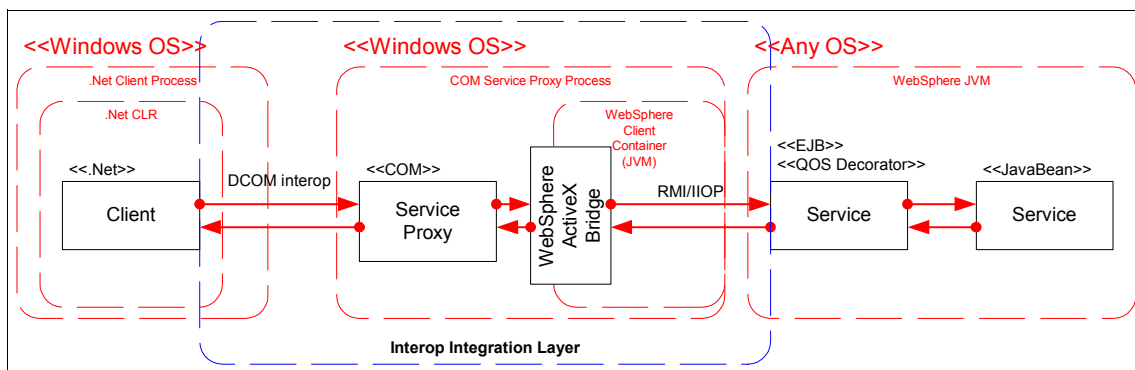 <<Windows OS>>
<<Windows OS>>
<<Any OS>>
.Net Client Process
COM Service Proxy Process
WebSphere JVM
.Net CLR
WebSphere
Client
Container
(JVM)
<<.Net>>
Client
DCOM interop
<<COM>>
Service
Proxy
WebSphere
ActiveX
Bridge
RMI/IIOP
<<EJB>>
<<QOS Decorator>>
Service
<<JavaBean>>
Service
Interop Integration Layer